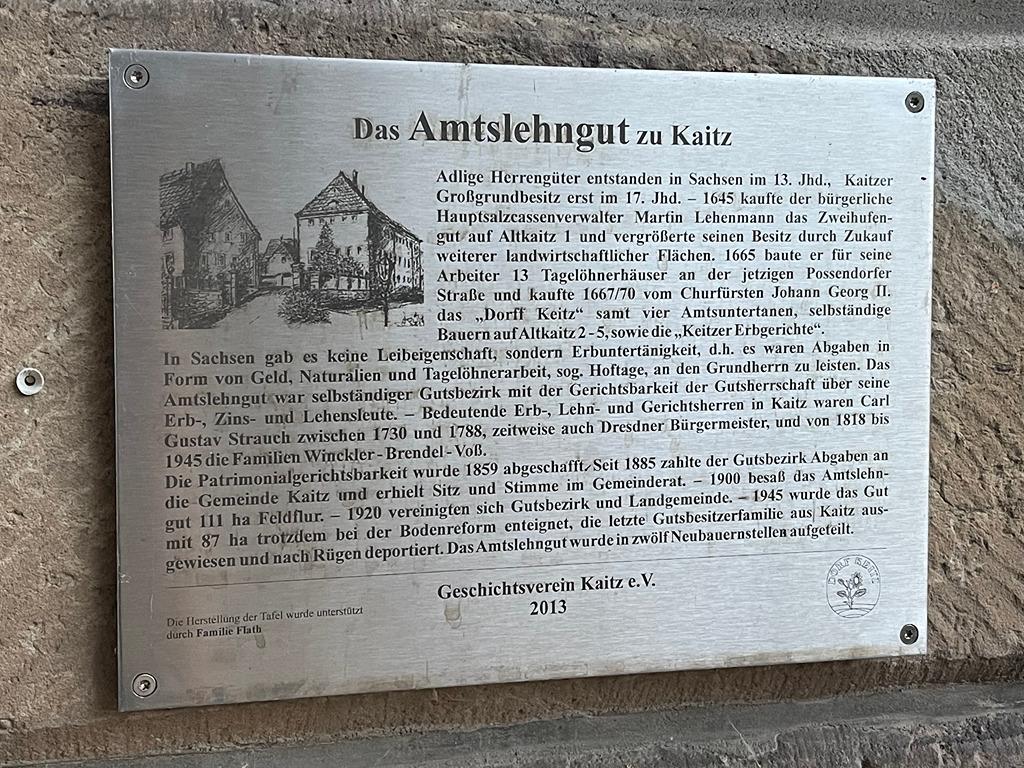 Das Amtslehngut zu Kaitz
Adlige Herrengüter entstanden in Sachsen im 13. Jhd., Kaitzer
Großgrundbesitz erst im 17. Jhd. – 1645 kaufte der bürgerliche
Hauptsalzcassenverwalter Martin Lehenmann das Zweihufen-
gut auf Altkaitz 1 und vergrößerte seinen Besitz durch Zukauf
weiterer landwirtschaftlicher Flächen. 1665 baute er für seine
Arbeiter 13 Tagelöhnerhäuser an der jetzigen Possendorfer
Straße und kaufte 1667/70 vom Churfürsten Johann Georg II.
das „Dorff Keitz“ samt vier Amtsuntertanen, selbständige
Bauern auf Altkaitz 2 - 5, sowie die „Keitzer Erbgerichte“.
In Sachsen gab es keine Leibeigenschaft, sondern Erbuntertänigkeit, d.h. es waren Abgaben in
Form von Geld, Naturalien und Tagelöhnerarbeit, sog. Hoftage, an den Grundherrn zu leisten. Das
Amtslehngut war selbständiger Gutsbezirk mit der Gerichtsbarkeit der Gutsherrschaft über seine
Erb-, Zins- und Lehensleute. – Bedeutende Erb-, Lehn- und Gerichtsherren in Kaitz waren Carl
Gustav Strauch zwischen 1730 und 1788, zeitweise auch Dresdner Bürgermeister, und von 1818 bis
1945 die Familien Winckler - Brendel - Voß.
Die Patrimonialgerichtsbarkeit wurde 1859 abgeschafft. Seit 1885 zahlte der Gutsbezirk Abgaben an
die Gemeinde Kaitz und erhielt Sitz und Stimme im Gemeinderat. – 1900 besaß das Amtslehn-
gut 111 ha Feldflur. – 1920 vereinigten sich Gutsbezirk und Landgemeinde. – 1945 wurde das Gut
mit 87 ha trotzdem bei der Bodenreform enteignet, die letzte Gutsbesitzerfamilie aus Kaitz aus-
gewiesen und nach Rügen deportiert. Das Amtslehngut wurde in zwölf Neubauernstellen aufgeteilt.
Geschichtsverein Kaitz e.V.
2013
Die Herstellung der Tafel wurde unterstützt
durch Familie Flath
DORF KEITZ